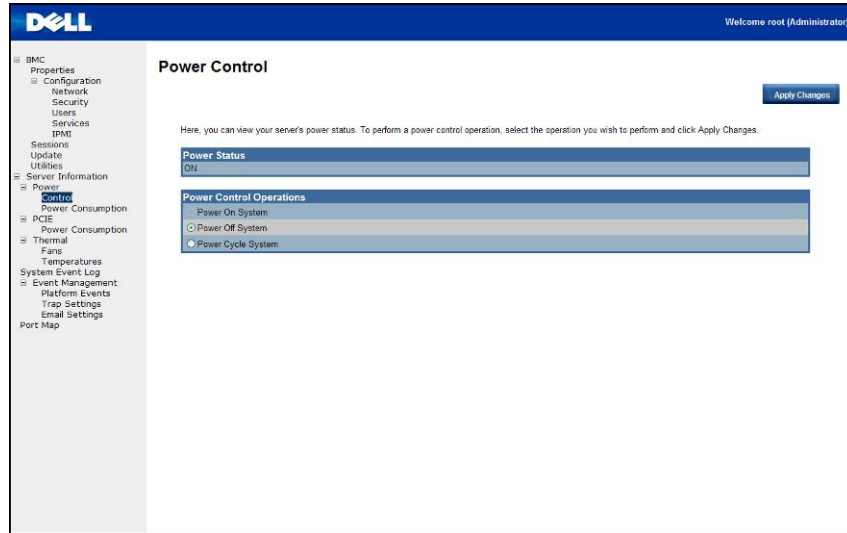 DELL
Welcome root (Administrator)
BMC
Properties
Configuration
Network
Security
Users
Services
IPMI
Sessions
Update
Utilities
Server Information
Power
Control
Power Consumption
PCIE
Power Consumption
Thermal
Fans
Temperatures
System Event Log
Event Management
Platform Events
Trap Settings
Email Settings
Port Map
Power Control
Apply Changes
Here, you can view your server's power status. To perform a power control operation, select the operation you wish to perform and click Apply Changes.
Power Status
ON
Power Control Operations
Power On System
Power Off System
Power Cycle System